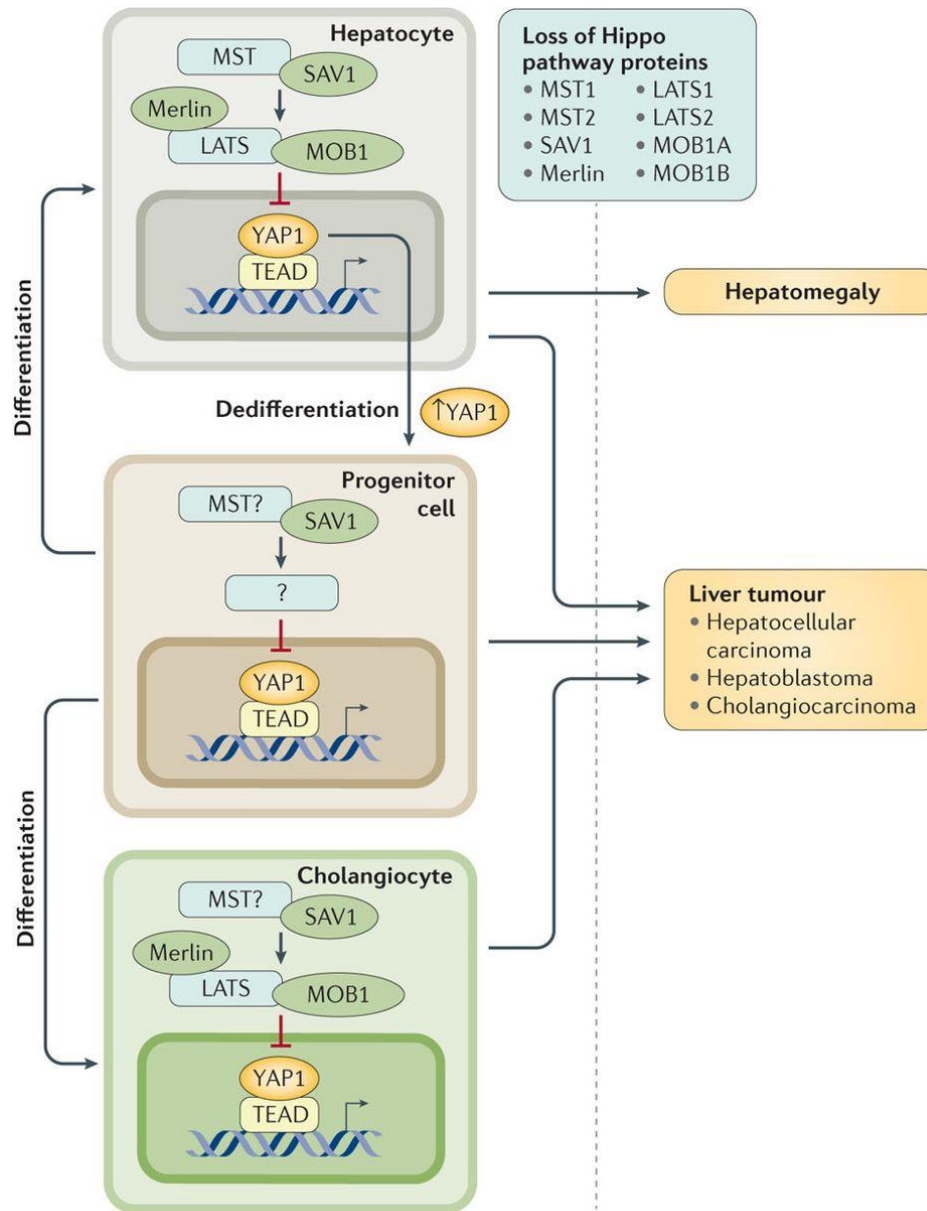 Hepatocyte
MST
SAV1
Merlin
LATS
MOB1
YAP1
TEAD
Loss of Hippo
pathway proteins
• MST1
• MST2
• SAV1
• Merlin
• LATS1
• LATS2
• MOB1A
• MOB1B
Hepatomegaly
Differentiation
Dedifferentiation
↑YAP1
Progenitor
cell
MST?
SAV1
?
YAP1
TEAD
Liver tumour
• Hepatocellular
carcinoma
• Hepatoblastoma
• Cholangiocarcinoma
Differentiation
Cholangiocyte
MST?
SAV1
Merlin
LATS
MOB1
YAP1
TEAD